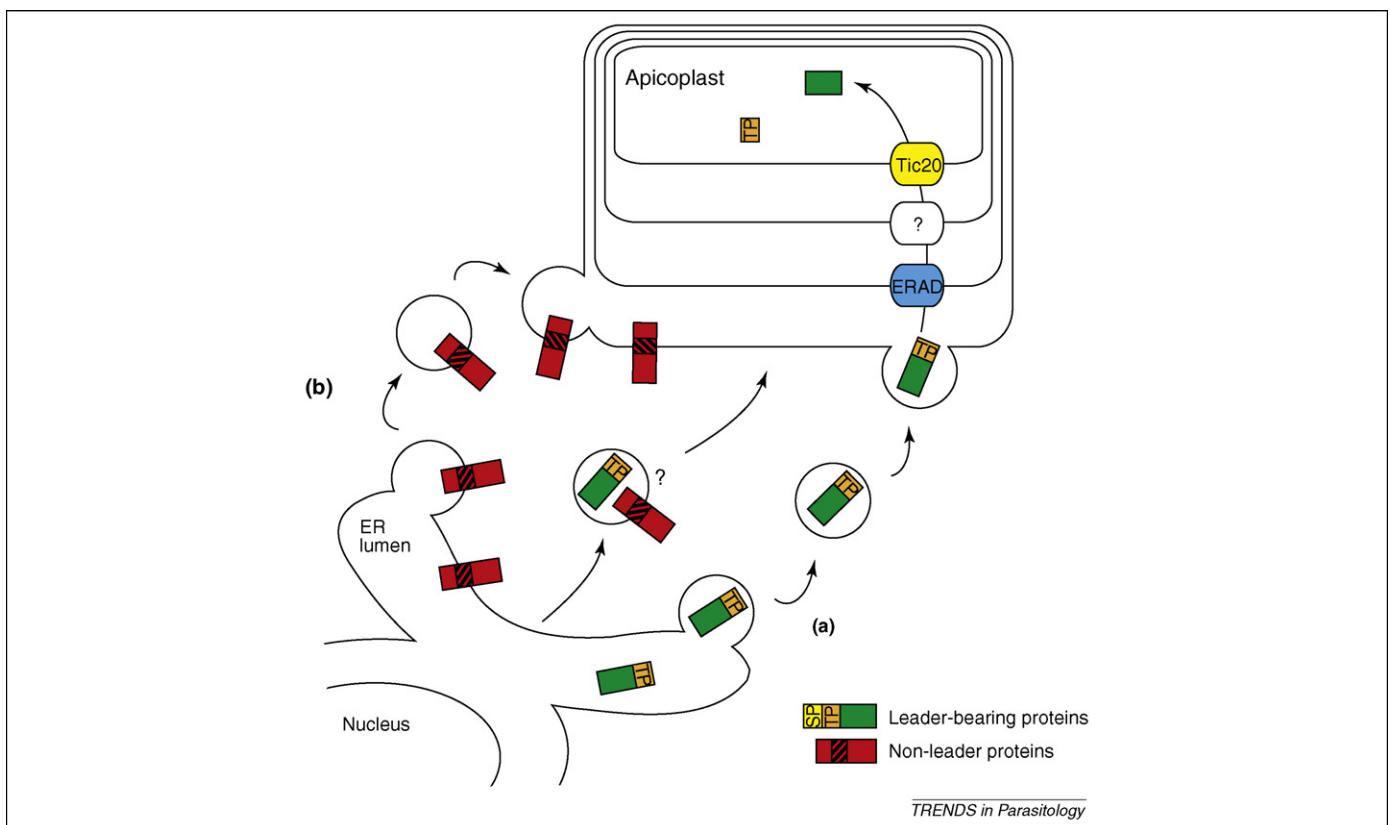 Apicoplast
TP
Tic20
?
ERAD
TP
(b)
TP
?
TP
ER
lumen
TP
(a)
TP
Nucleus
SP TP Leader-bearing proteins
Non-leader proteins
TRENDS in Parasitology